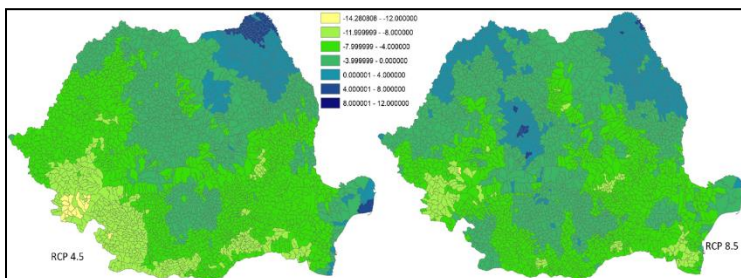 -14.280808 - -12.000000
-11.999999 - -8.000000
-7.999999 - -4.000000
-3.999999 - 0.000000
0.000001 - 4.000000
4.000001 - 8.000000
8.000001 - 12.000000
RCP 4.5
RCP 8.5